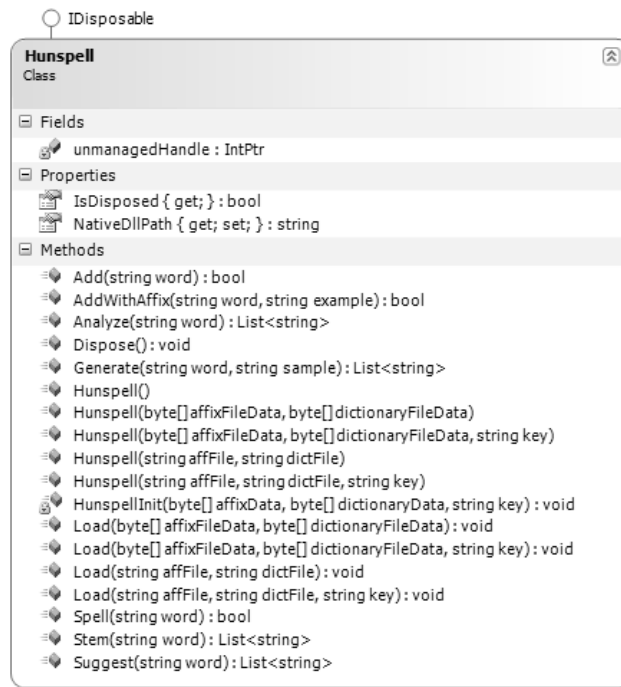 IDisposable
Hunspell
Class
Fields
unmanagedHandle : IntPtr
Properties
IsDisposed { get; } : bool
NativeDllPath { get; set; } : string
Methods
Add(string word) : bool
AddWithAffix(string word, string example) : bool
Analyze(string word) : List<string>
Dispose() : void
Generate(string word, string sample) : List<string>
Hunspell()
Hunspell(byte[] affixFileData, byte[] dictionaryFileData)
Hunspell(byte[] affixFileData, byte[] dictionaryFileData, string key)
Hunspell(string affFile, string dictFile)
Hunspell(string affFile, string dictFile, string key)
HunspellInit(byte[] affixData, byte[] dictionaryData, string key) : void
Load(byte[] affixFileData, byte[] dictionaryFileData) : void
Load(byte[] affixFileData, byte[] dictionaryFileData, string key) : void
Load(string affFile, string dictFile) : void
Load(string affFile, string dictFile, string key) : void
Spell(string word) : bool
Stem(string word) : List<string>
Suggest(string word) : List<string>